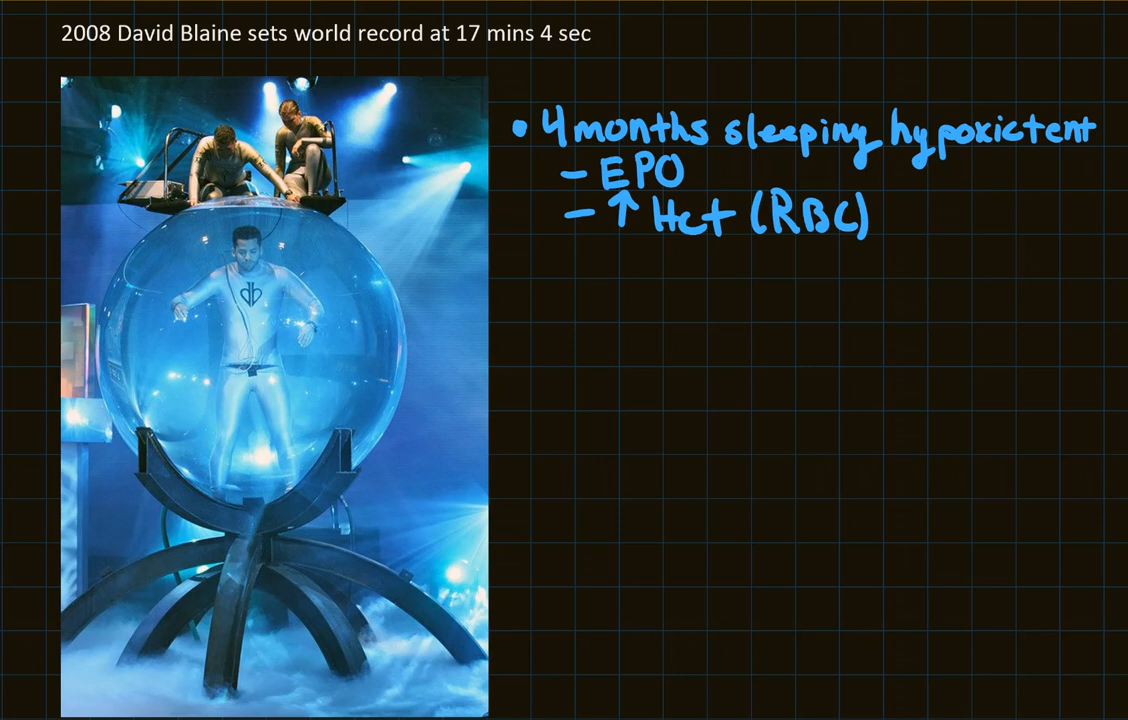 2008 David Blaine sets world record at 17 mins 4 sec
• 4 months sleeping hypoxic tent
– EPO
– ↑ Hct (RBC)
db